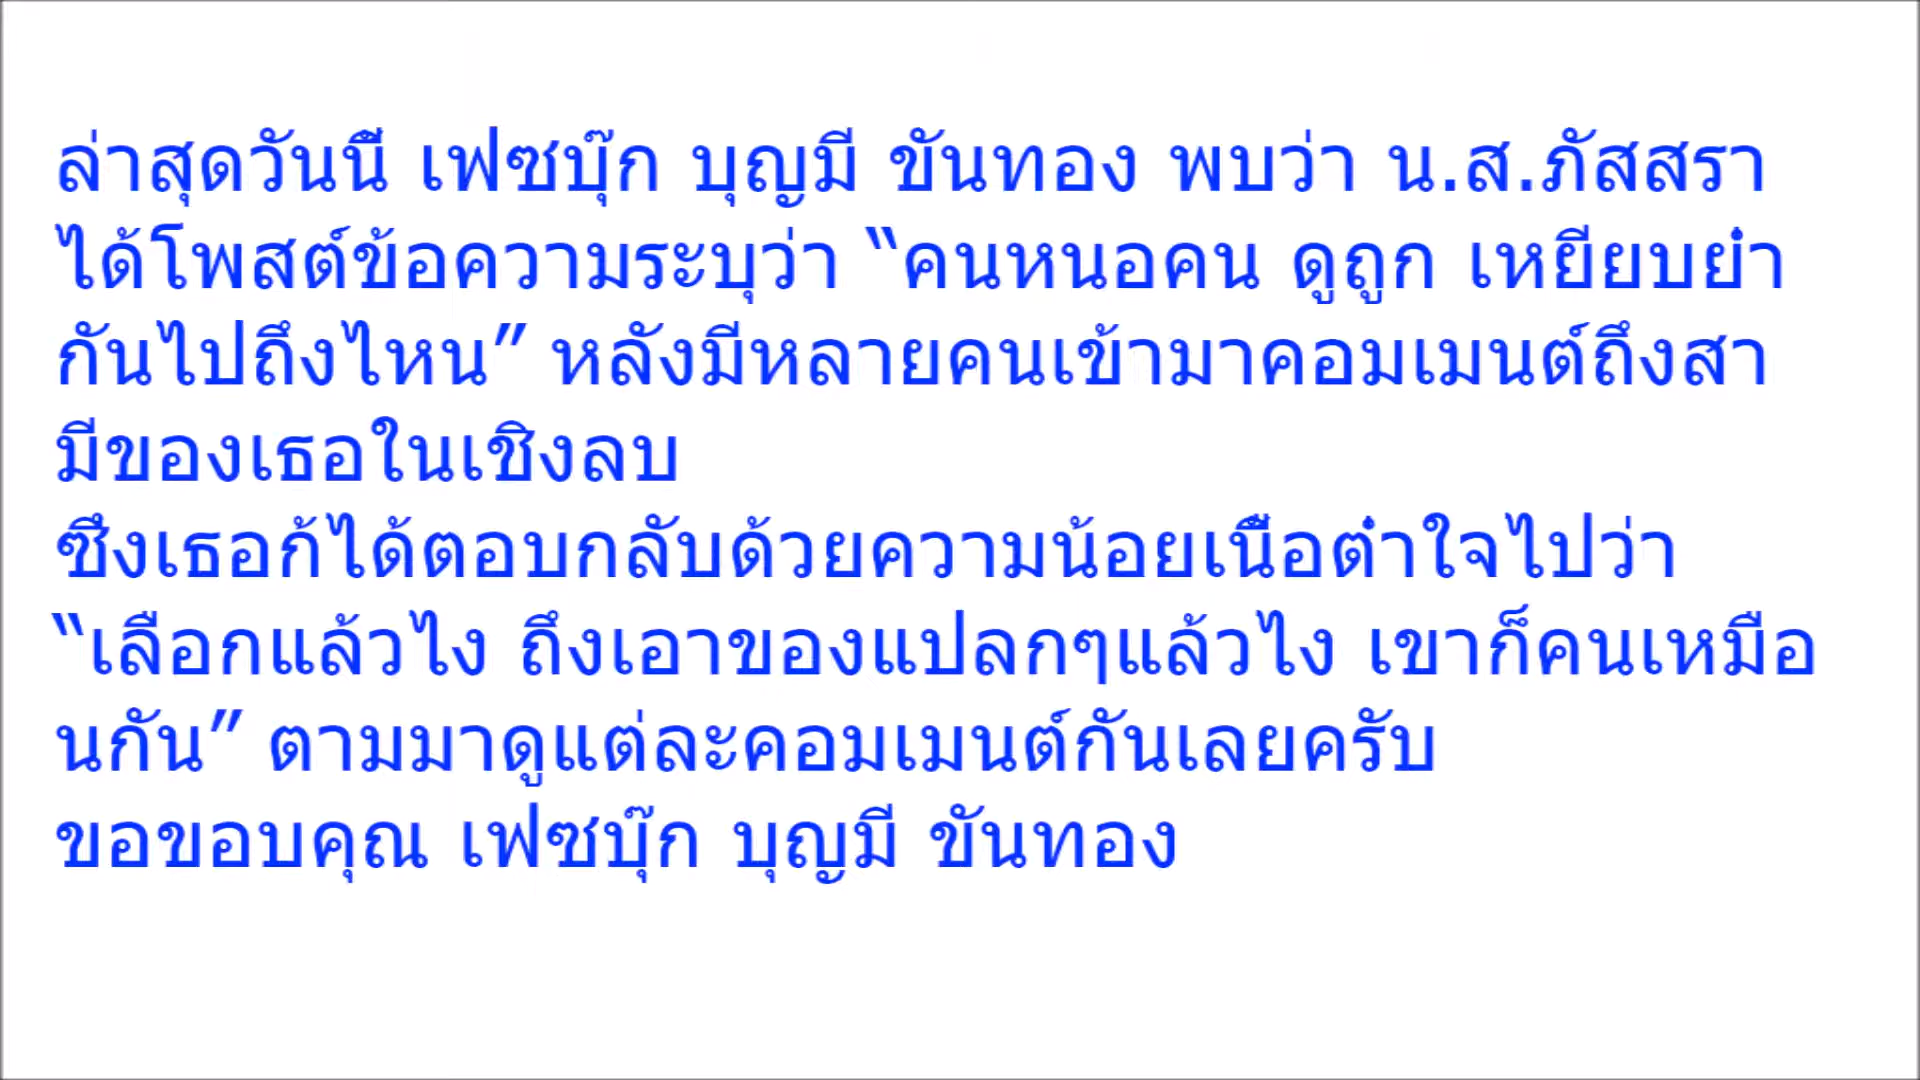 ล่าสุดวันนี้ เฟซบุ๊ก บุญมี ขันทอง พบว่า น.ส.ภัสสรา
ได้โพสต์ข้อความระบุว่า “คนหนอคน ดูถูก เหยียบย่ำ
กันไปถึงไหน” หลังมีหลายคนเข้ามาคอมเมนต์ถึงสา
มีของเธอในเชิงลบ
ซึ่งเธอก้ได้ตอบกลับด้วยความน้อยเนื้อต่ำใจไปว่า
“เลือกแล้วไง ถึงเอาของแปลกๆแล้วไง เขาก็คนเหมือ
นกัน” ตามมาดูแต่ละคอมเมนต์กันเลยครับ
ขอขอบคุณ เฟซบุ๊ก บุญมี ขันทอง